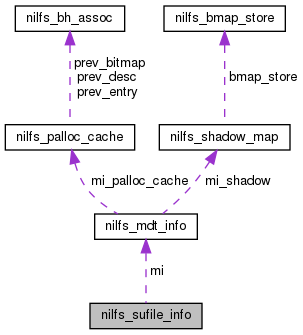 nilfs_bh_assoc
nilfs_bmap_store
prev_bitmap
prev_desc
prev_entry
bmap_store
nilfs_palloc_cache
nilfs_shadow_map
mi_palloc_cache
mi_shadow
nilfs_mdt_info
mi
nilfs_sufile_info